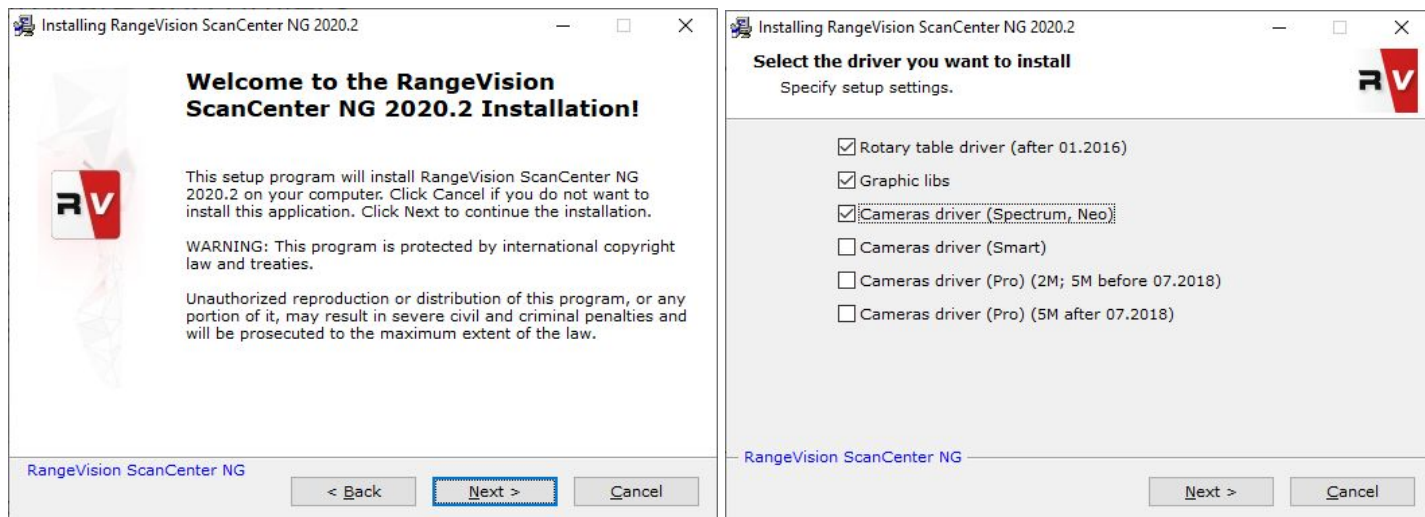 Installing RangeVision ScanCenter NG 2020.2
Welcome to the RangeVision
ScanCenter NG 2020.2 Installation!
This setup program will install RangeVision ScanCenter NG
2020.2 on your computer. Click Cancel if you do not want to
install this application. Click Next to continue the installation.
WARNING: This program is protected by international copyright
law and treaties.
Unauthorized reproduction or distribution of this program, or any
portion of it, may result in severe civil and criminal penalties and
will be prosecuted to the maximum extent of the law.
RV
RangeVision ScanCenter NG
< Back
Next >
Cancel
Installing RangeVision ScanCenter NG 2020.2
Select the driver you want to install
Specify setup settings.
RV
Rotary table driver (after 01.2016)
Graphic libs
Cameras driver (Spectrum, Neo)
Cameras driver (Smart)
Cameras driver (Pro) (2M; 5M before 07.2018)
Cameras driver (Pro) (5M after 07.2018)
RangeVision ScanCenter NG
Next >
Cancel